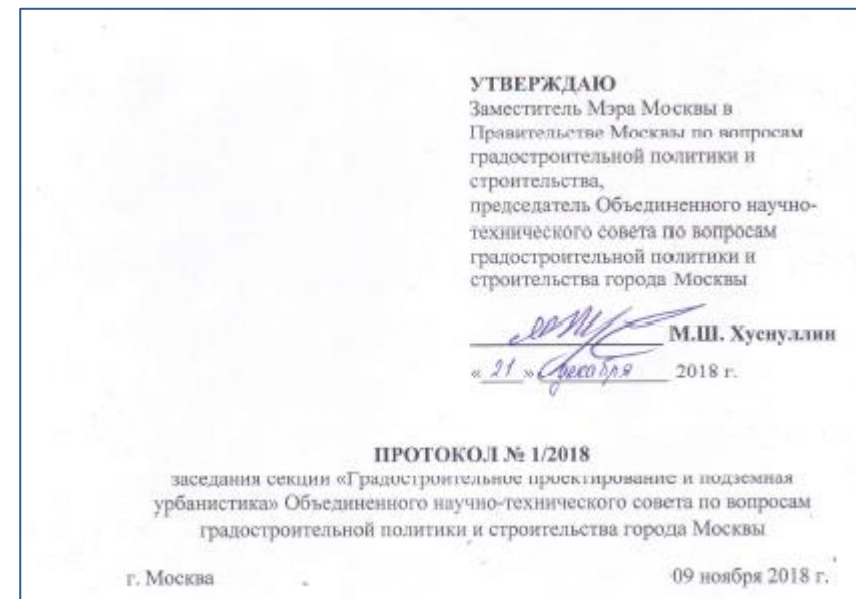 УТВЕРЖДАЮ
Заместитель Мэра Москвы в
Правительстве Москвы по вопросам
градостроительной политики и
строительства,
председатель Объединенного научно-
технического совета по вопросам
градостроительной политики и
строительства города Москвы
М.Ш. Хуснуллин
« 21 » декабря 2018 г.
ПРОТОКОЛ № 1/2018
заседания секции «Градостроительное проектирование и подземная
урбанистика» Объединенного научно-технического совета по вопросам
градостроительной политики и строительства города Москвы
г. Москва 09 ноября 2018 г.